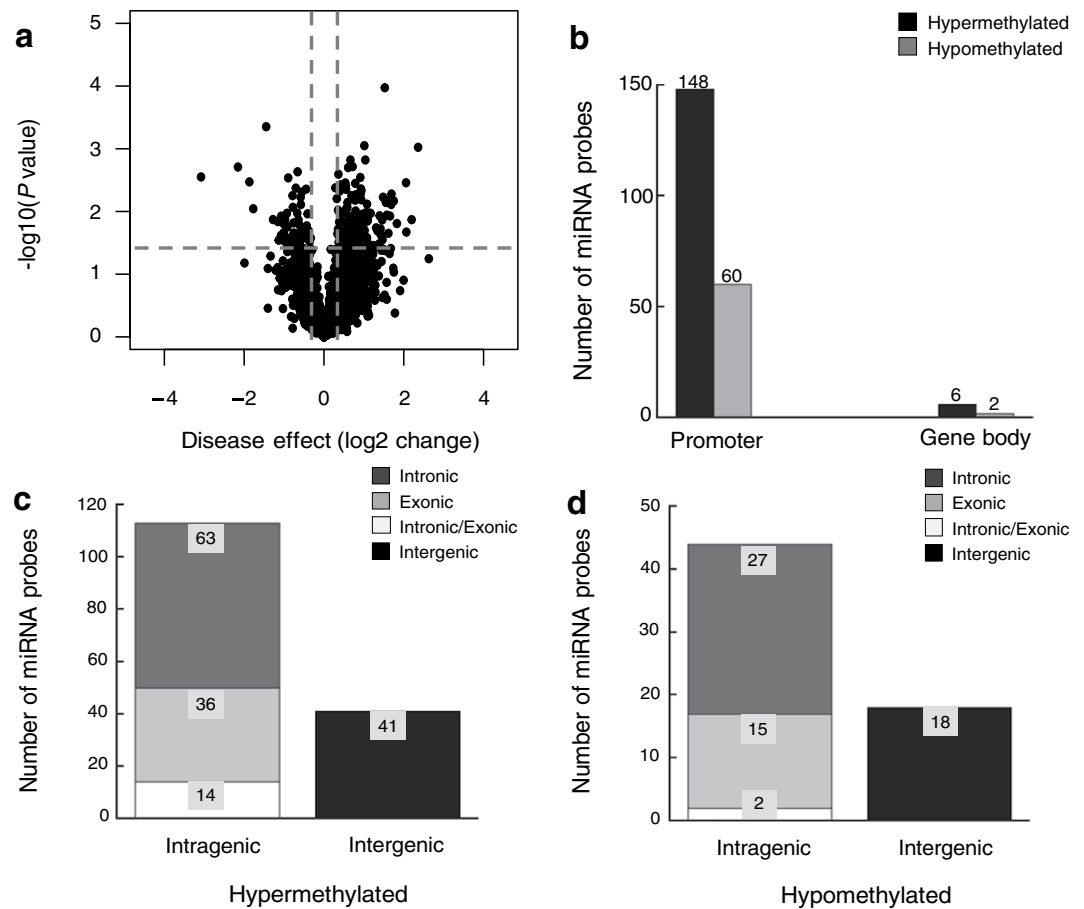 a
5
4
3
2
1
0
-log10(P value)
−4
−2
0
2
4
Disease effect (log2 change)
b
Hypermethylated
Hypomethylated
150
100
50
0
Number of miRNA probes
148
60
6
2
Promoter
Gene body
c
Intronic
Exonic
Intronic/Exonic
Intergenic
120
100
80
60
40
20
0
Number of miRNA probes
63
36
14
41
Intragenic
Intergenic
Hypermethylated
d
Intronic
Exonic
Intronic/Exonic
Intergenic
50
40
30
20
10
0
Number of miRNA probes
27
15
2
18
Intragenic
Intergenic
Hypomethylated